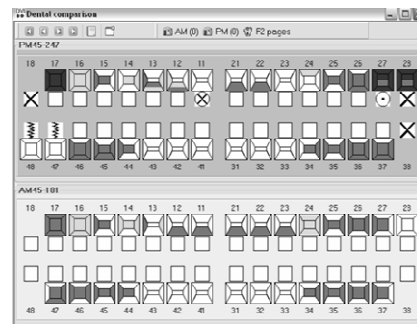 Dental comparison
AM (0) PM (0) F2 pages
PM45-247
18 17 16 15 14 13 12 11 21 22 23 24 25 26 27 28
48 47 46 45 44 43 42 41 31 32 33 34 35 36 37 38
AM45-101
18 17 16 15 14 13 12 11 21 22 23 24 25 26 27 28
48 47 46 45 44 43 42 41 31 32 33 34 35 36 37 38